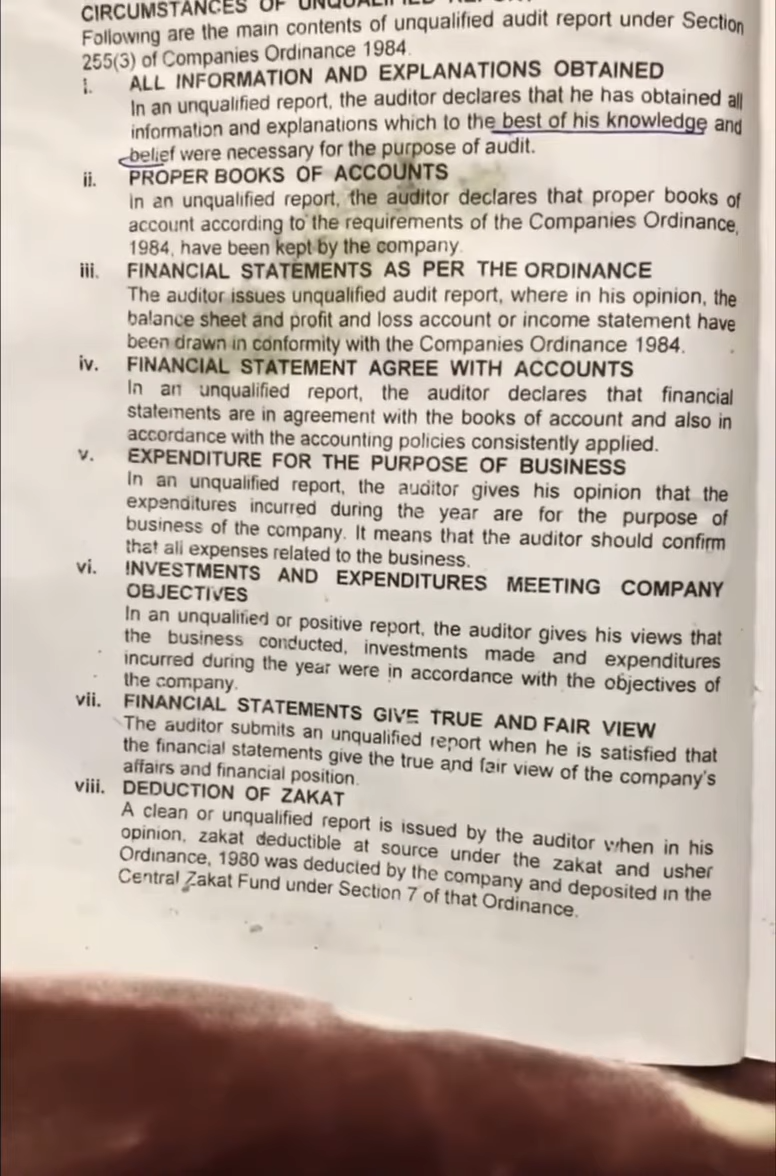 CIRCUMSTANCES OF UNQUALIFIED
Following are the main contents of unqualified audit report under Section
255(3) of Companies Ordinance 1984.
i. ALL INFORMATION AND EXPLANATIONS OBTAINED
In an unqualified report, the auditor declares that he has obtained all
information and explanations which to the best of his knowledge and
belief were necessary for the purpose of audit.
ii. PROPER BOOKS OF ACCOUNTS
In an unqualified report, the auditor declares that proper books of
account according to the requirements of the Companies Ordinance,
1984, have been kept by the company.
iii. FINANCIAL STATEMENTS AS PER THE ORDINANCE
The auditor issues unqualified audit report, where in his opinion, the
balance sheet and profit and loss account or income statement have
been drawn in conformity with the Companies Ordinance 1984.
iv. FINANCIAL STATEMENT AGREE WITH ACCOUNTS
In an unqualified report, the auditor declares that financial
statements are in agreement with the books of account and also in
accordance with the accounting policies consistently applied.
v. EXPENDITURE FOR THE PURPOSE OF BUSINESS
In an unqualified report, the auditor gives his opinion that the
expenditures incurred during the year are for the purpose of
business of the company. It means that the auditor should confirm
that all expenses related to the business.
vi. INVESTMENTS AND EXPENDITURES MEETING COMPANY
OBJECTIVES
In an unqualified or positive report, the auditor gives his views that
the business conducted, investments made and expenditures
incurred during the year were in accordance with the objectives of
the company.
vii. FINANCIAL STATEMENTS GIVE TRUE AND FAIR VIEW
The auditor submits an unqualified report when he is satisfied that
the financial statements give the true and fair view of the company's
affairs and financial position.
viii. DEDUCTION OF ZAKAT
A clean or unqualified report is issued by the auditor when in his
opinion, zakat deductible at source under the zakat and usher
Ordinance, 1980 was deducted by the company and deposited in the
Central Zakat Fund under Section 7 of that Ordinance.